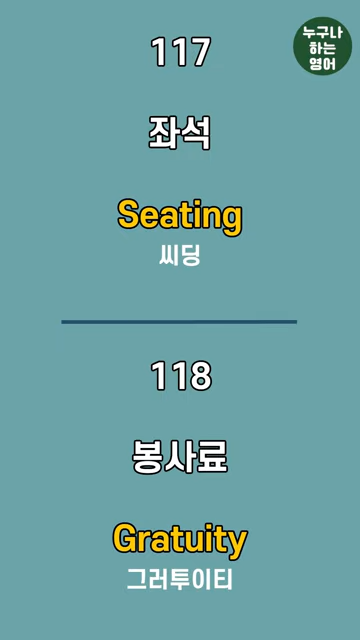 누구나
하는
영어
117
좌석
Seating
씨딩
118
봉사료
Gratuity
그러투이티